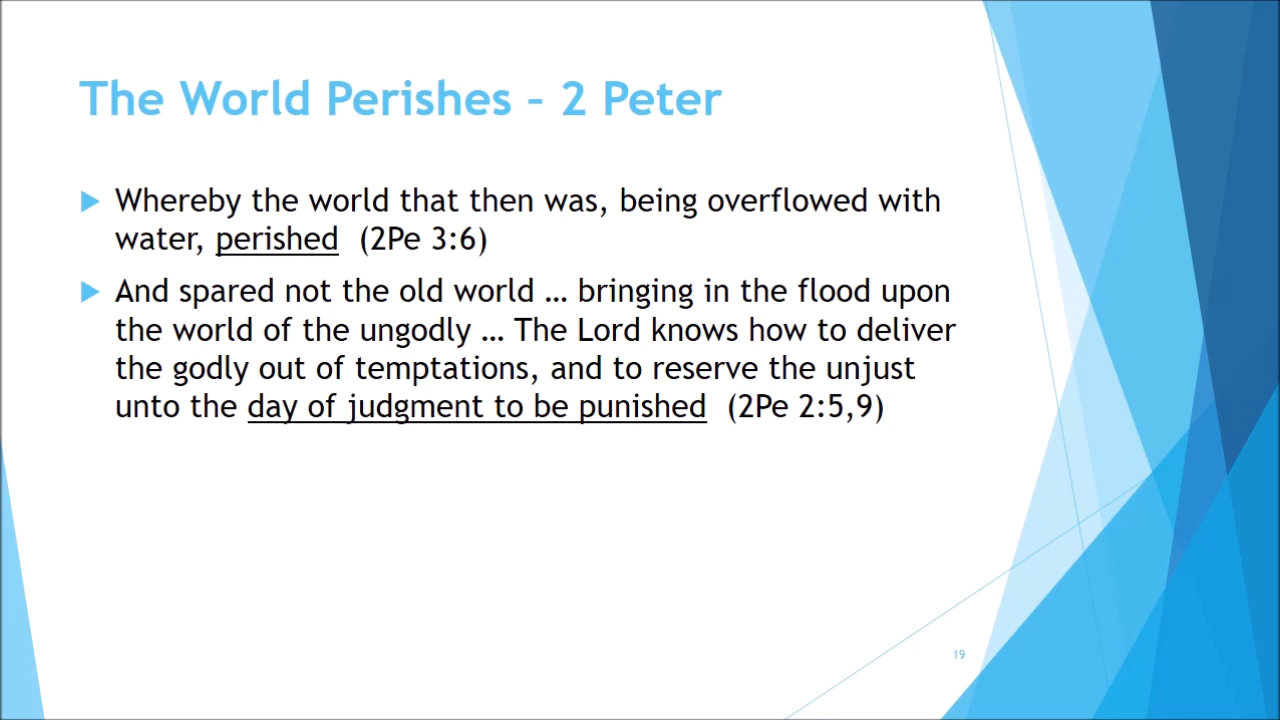 The World Perishes – 2 Peter
Whereby the world that then was, being overflowed with
water, perished (2Pe 3:6)
And spared not the old world … bringing in the flood upon
the world of the ungodly … The Lord knows how to deliver
the godly out of temptations, and to reserve the unjust
unto the day of judgment to be punished (2Pe 2:5,9)
19